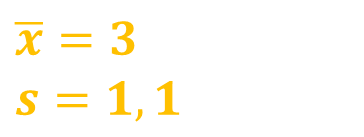 x̅ = 3
s = 1,1